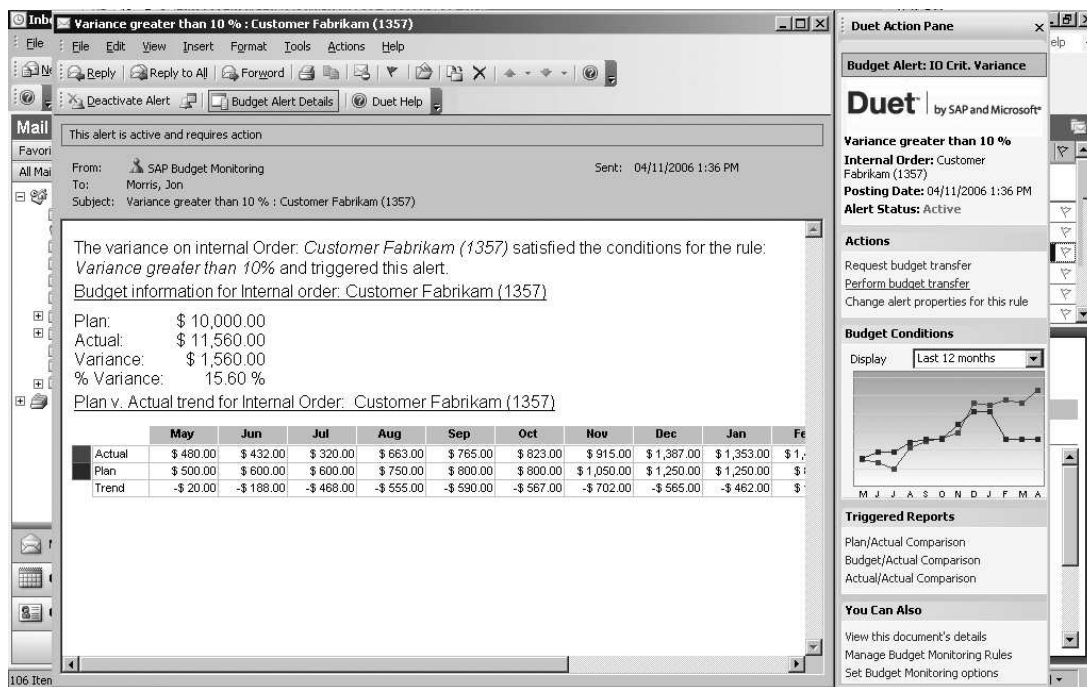 Inb
Variance greater than 10 % : Customer Fabrikam (1357)
File
File Edit View Insert Format Tools Actions Help
elp
Reply Reply to All Forward
Deactivate Alert Budget Alert Details Duet Help
Mail
Favori
All Mai
This alert is active and requires action
From: SAP Budget Monitoring Sent: 04/11/2006 1:36 PM
To: Morris, Jon
Subject: Variance greater than 10 % : Customer Fabrikam (1357)
The variance on internal Order: Customer Fabrikam (1357) satisfied the conditions for the rule:
Variance greater than 10% and triggered this alert.
Budget information for Internal order: Customer Fabrikam (1357)
Plan: $ 10,000.00
Actual: $ 11,560.00
Variance: $ 1,560.00
% Variance: 15.60 %
Plan v. Actual trend for Internal Order: Customer Fabrikam (1357)
May Jun Jul Aug Sep Oct Nov Dec Jan Fe
Actual $ 480.00 $ 432.00 $ 320.00 $ 663.00 $ 765.00 $ 823.00 $ 915.00 $ 1,387.00 $ 1,353.00 $ 1,
Plan $ 500.00 $ 600.00 $ 600.00 $ 750.00 $ 800.00 $ 800.00 $ 1,050.00 $ 1,250.00 $ 1,250.00 $
Trend -$ 20.00 -$ 188.00 -$ 468.00 -$ 555.00 -$ 590.00 -$ 567.00 -$ 702.00 -$ 565.00 -$ 462.00 $
106 Iten
Duet Action Pane
Budget Alert: IO Crit. Variance
Duet by SAP and Microsoft
Variance greater than 10 %
Internal Order: Customer
Fabrikam (1357)
Posting Date: 04/11/2006 1:36 PM
Alert Status: Active
Actions
Request budget transfer
Perform budget transfer
Change alert properties for this rule
Budget Conditions
Display Last 12 months
M J J A S O N D J F M A
Triggered Reports
Plan/Actual Comparison
Budget/Actual Comparison
Actual/Actual Comparison
You Can Also
View this document's details
Manage Budget Monitoring Rules
Set Budget Monitoring options